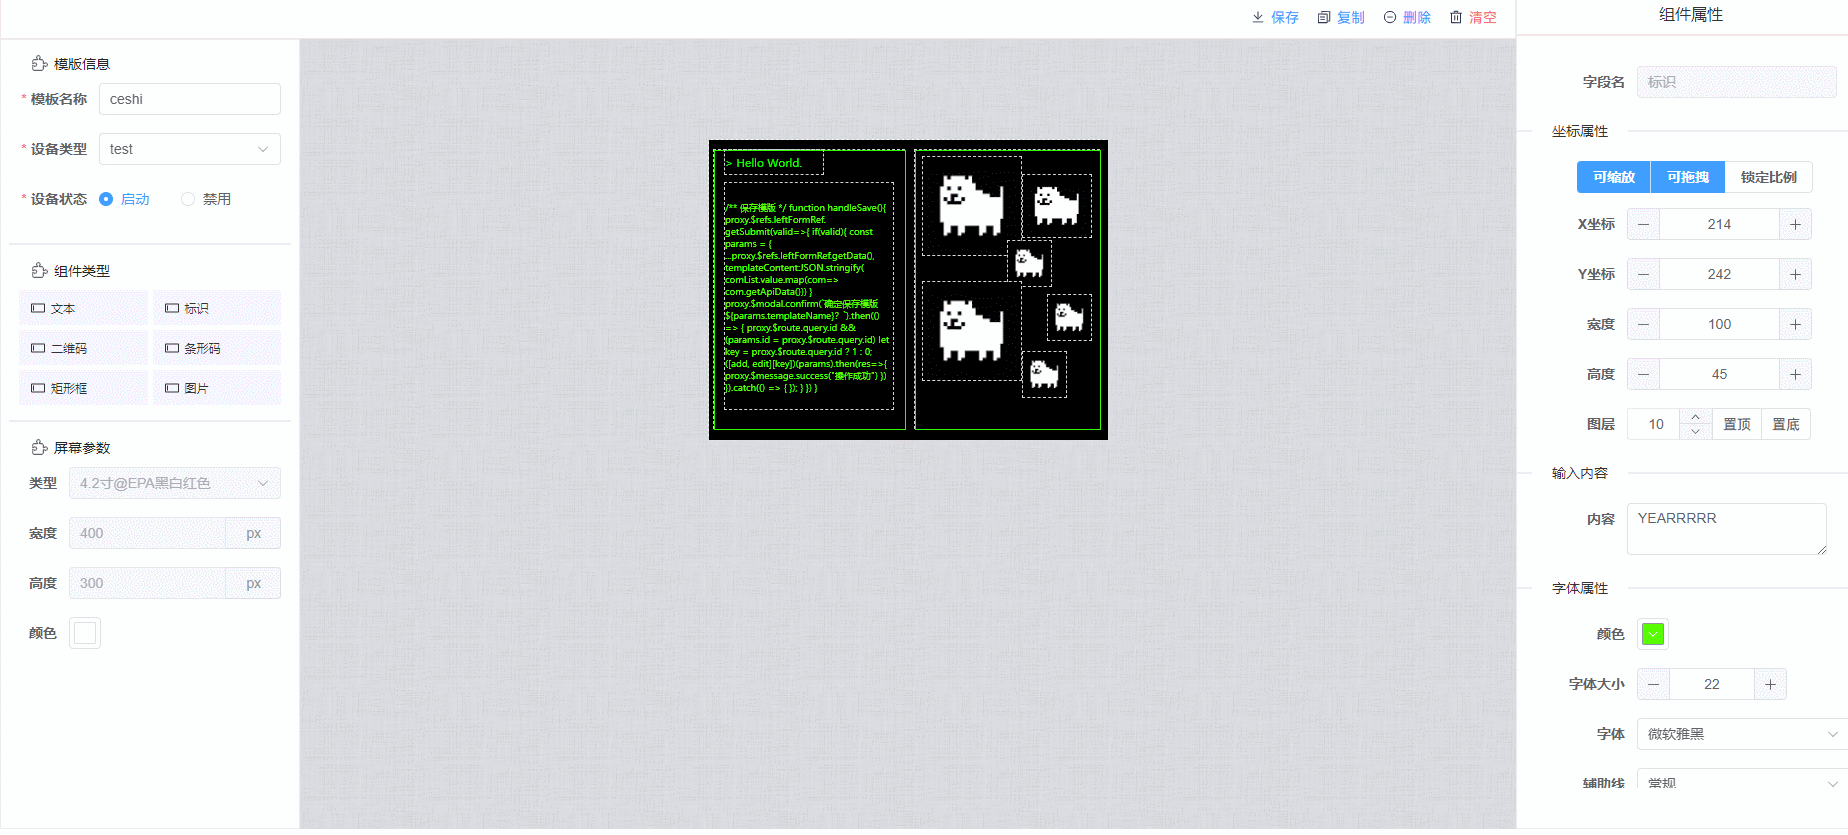 保存 复制 删除 清空
组件属性
模版信息
* 模板名称 ceshi
* 设备类型 test
* 设备状态 启动 禁用
组件类型
文本 标识
二维码 条形码
矩形框 图片
屏幕参数
类型 4.2寸@EPA黑白红色
宽度 400 px
高度 300 px
颜色
> Hello World.
/** 保存模版 */ function handleSave(){
proxy.$refs.leftFormRef.
getSubmit(valid=>{ if(valid){ const
params = {
...proxy.$refs.leftFormRef.getData(),
templateContent:JSON.stringify(
comList.value.map(com=>
com.getApiData())) }
proxy.$modal.confirm(`确定保存模版
${params.templateName}? `).then(()
=> { proxy.$route.query.id &&
(params.id = proxy.$route.query.id) let
key = proxy.$route.query.id ? 1 : 0;
([add, edit][key])(params).then(res=>{
proxy.$message.success("操作成功") })
}).catch(() => { }); } }) }
字段名 标识
坐标属性
可缩放 可拖拽 锁定比例
X坐标 — 214 +
Y坐标 — 242 +
宽度 — 100 +
高度 — 45 +
图层 10 置顶 置底
输入内容
内容 YEARRRRR
字体属性
颜色
字体大小 — 22 +
字体 微软雅黑
辅助线 常规